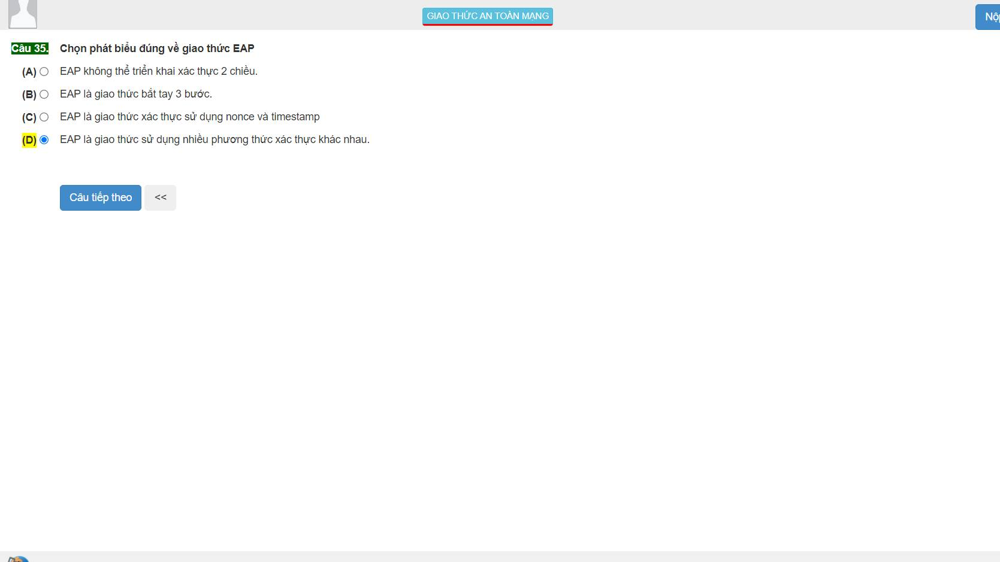 GIAO THỨC AN TOÀN MẠNG
Câu 35. Chọn phát biểu đúng về giao thức EAP
(A) EAP không thể triển khai xác thực 2 chiều.
(B) EAP là giao thức bắt tay 3 bước.
(C) EAP là giao thức xác thực sử dụng nonce và timestamp
(D) EAP là giao thức sử dụng nhiều phương thức xác thực khác nhau.
Câu tiếp theo <<